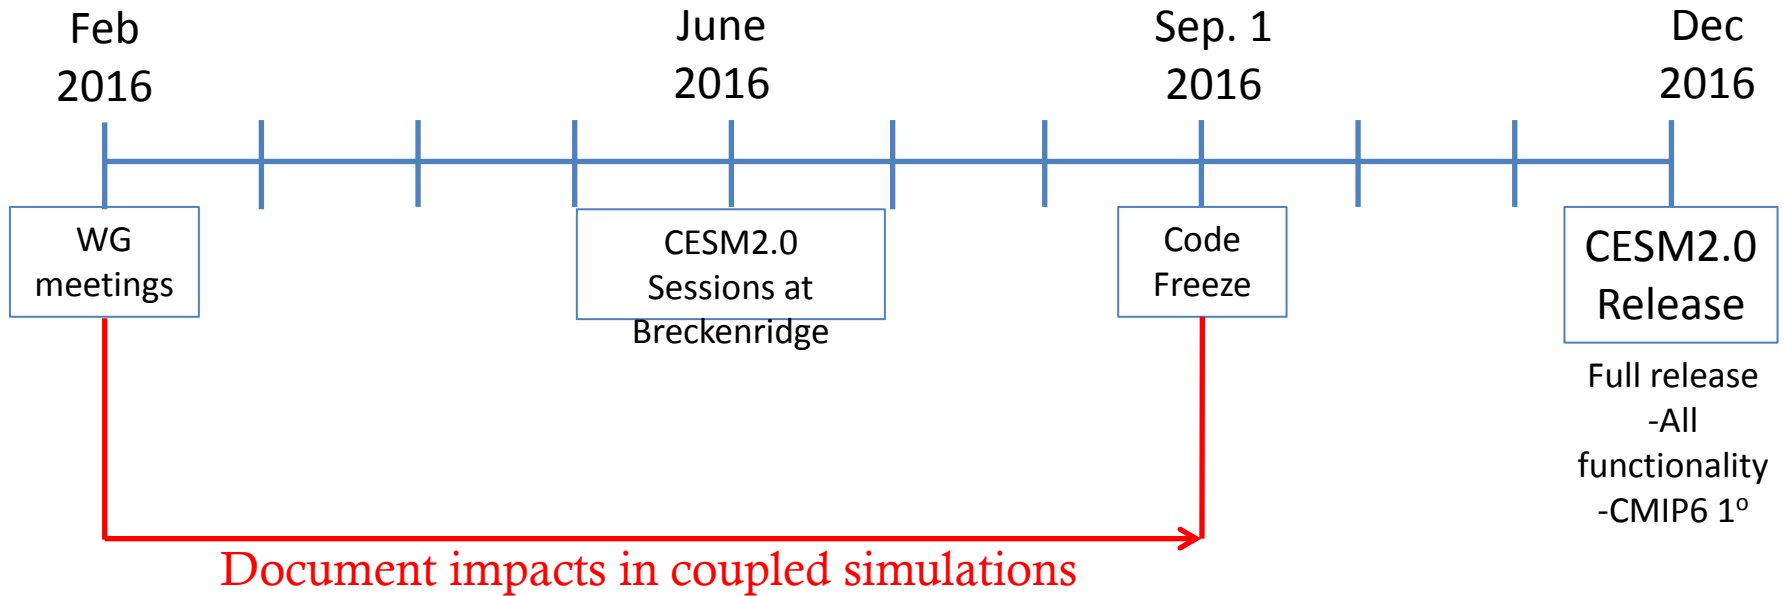 Feb
2016
June
2016
Sep. 1
2016
Dec
2016
WG
meetings
CESM2.0
Sessions at
Breckenridge
Code
Freeze
CESM2.0
Release
Full release
-All
functionality
-CMIP6 1º
Document impacts in coupled simulations